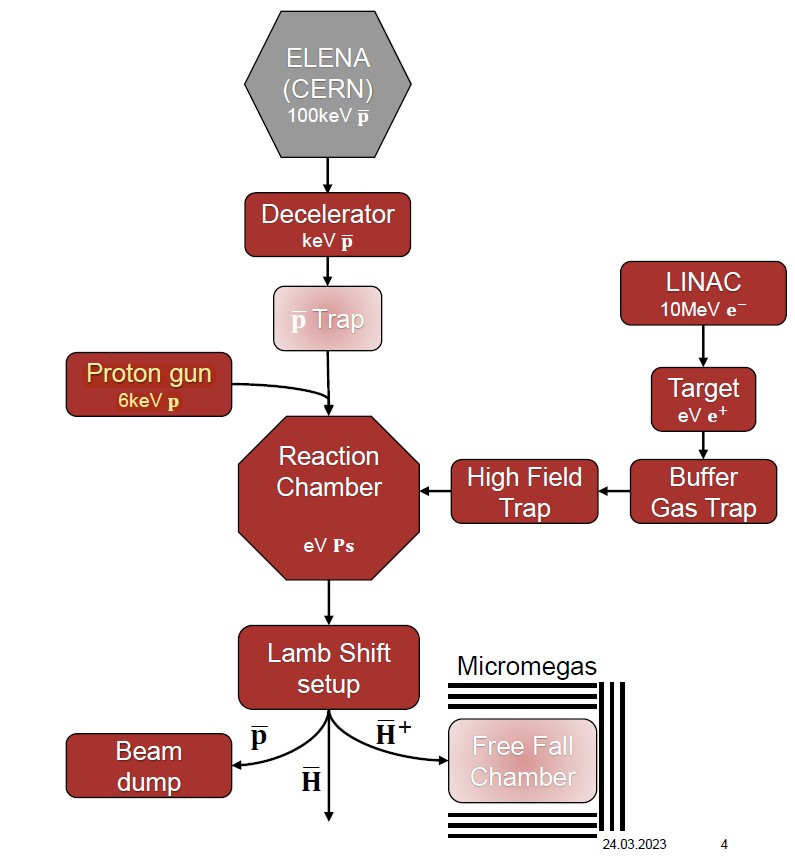 ELENA
(CERN)
100keV p̅
Decelerator
keV p̅
p̅ Trap
Proton gun
6keV p
LINAC
10MeV e⁻
Target
eV e⁺
Buffer
Gas Trap
High Field
Trap
Reaction
Chamber
eV Ps
Lamb Shift
setup
Micromegas
p̅
H̅
H̅⁺
Beam
dump
Free Fall
Chamber
24.03.2023 4